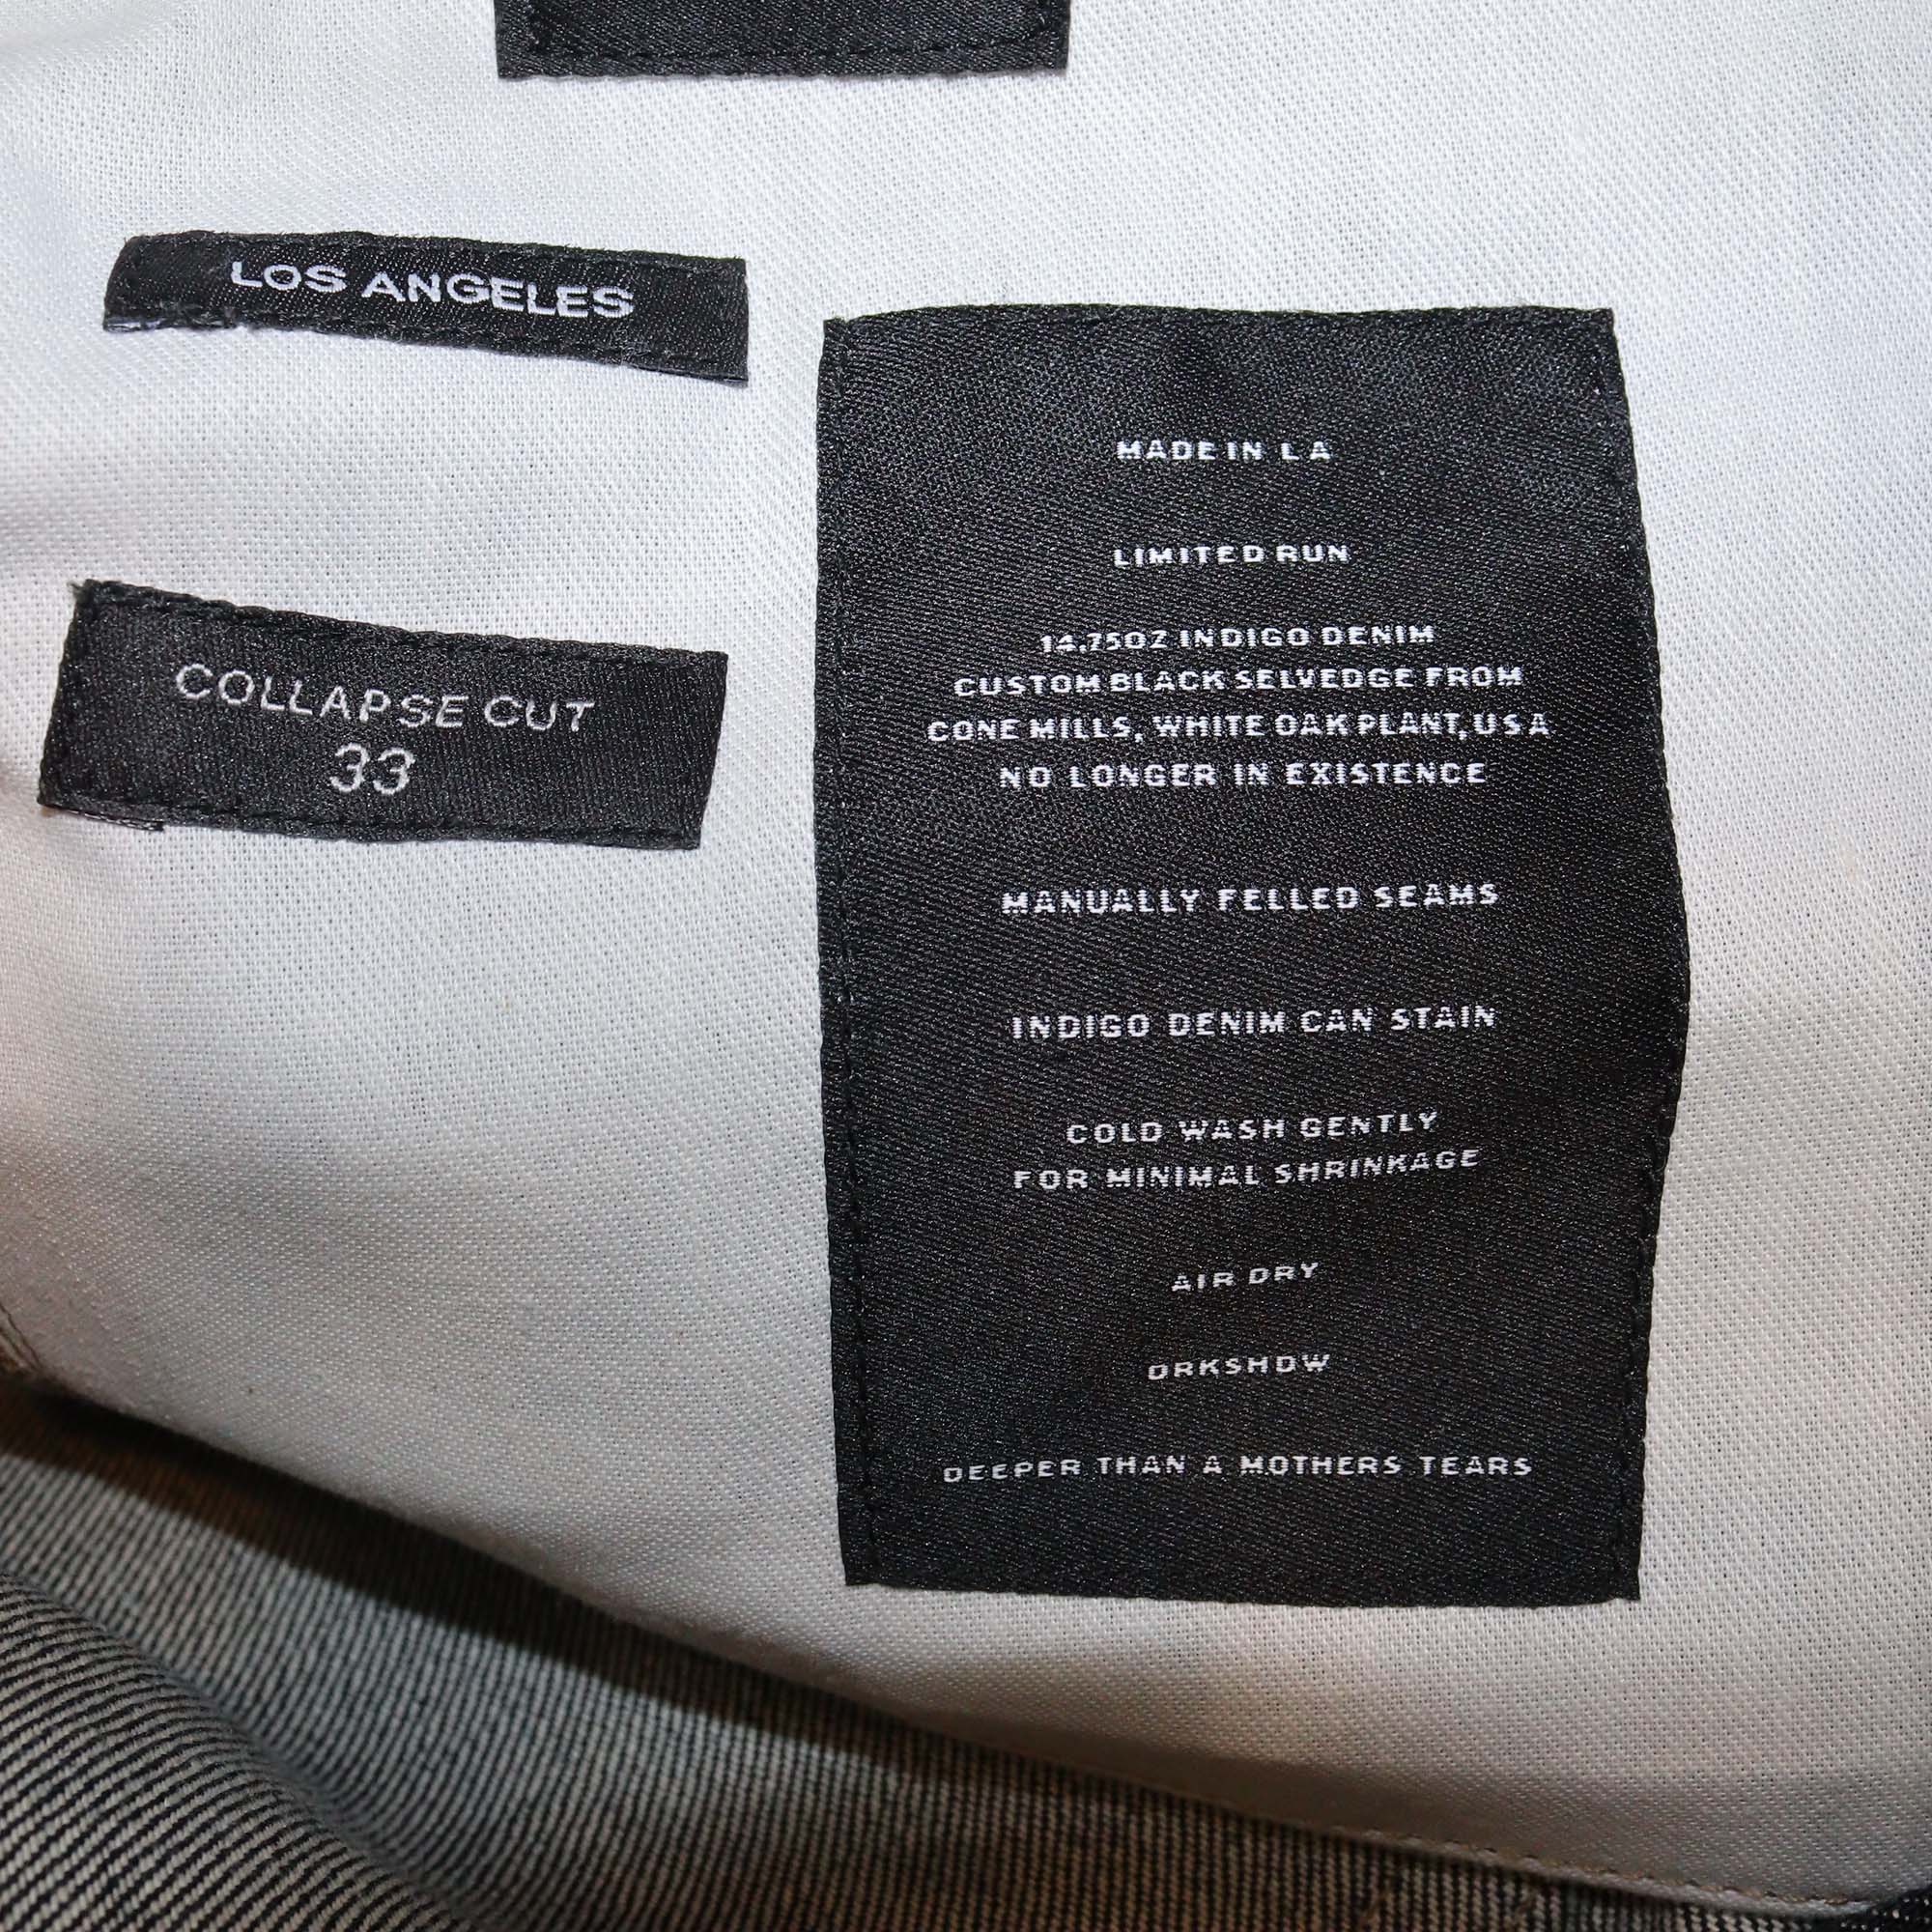 LOS ANGELES
COLLAPSE CUT
33
MADE IN L A
LIMITED RUN
14.75OZ INDIGO DENIM
CUSTOM BLACK SELVEDGE FROM
CONE MILLS, WHITE OAK PLANT, U S A
NO LONGER IN EXISTENCE
MANUALLY FELLED SEAMS
INDIGO DENIM CAN STAIN
COLD WASH GENTLY
FOR MINIMAL SHRINKAGE
AIR DRY
DRKSHDW
DEEPER THAN A MOTHERS TEARS